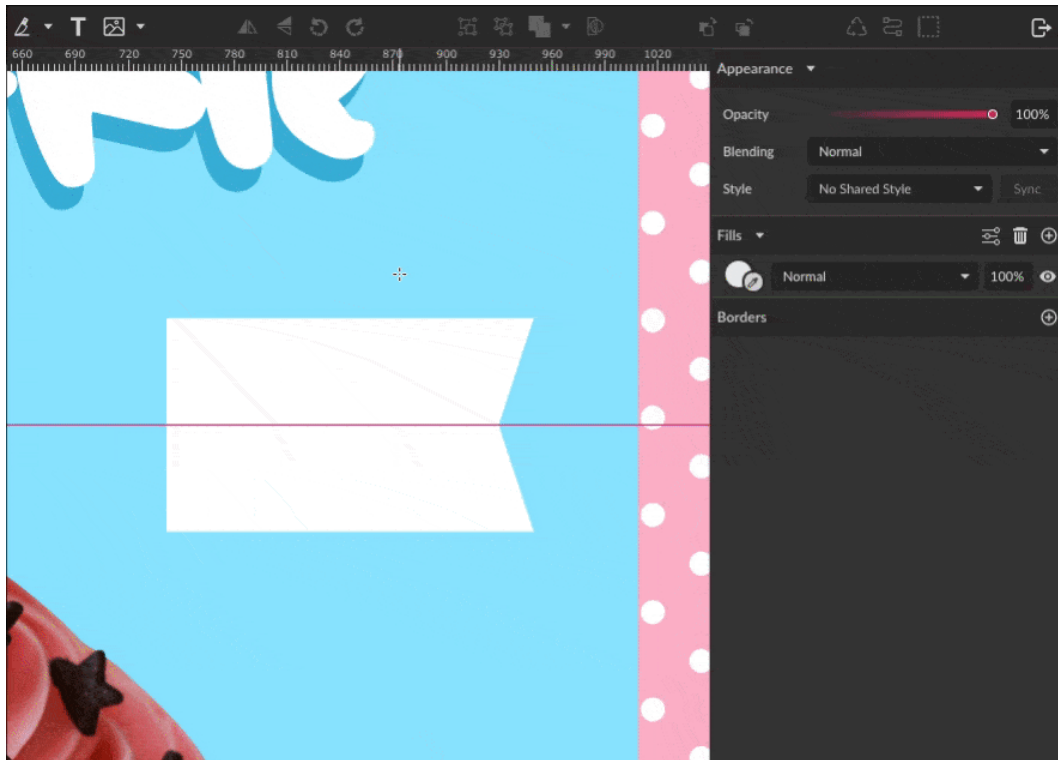 T
660 690 720 750 780 810 840 870 900 930 960 990 1020
Appearance
Opacity 100%
Blending Normal
Style No Shared Style Sync
Fills
Normal 100%
Borders